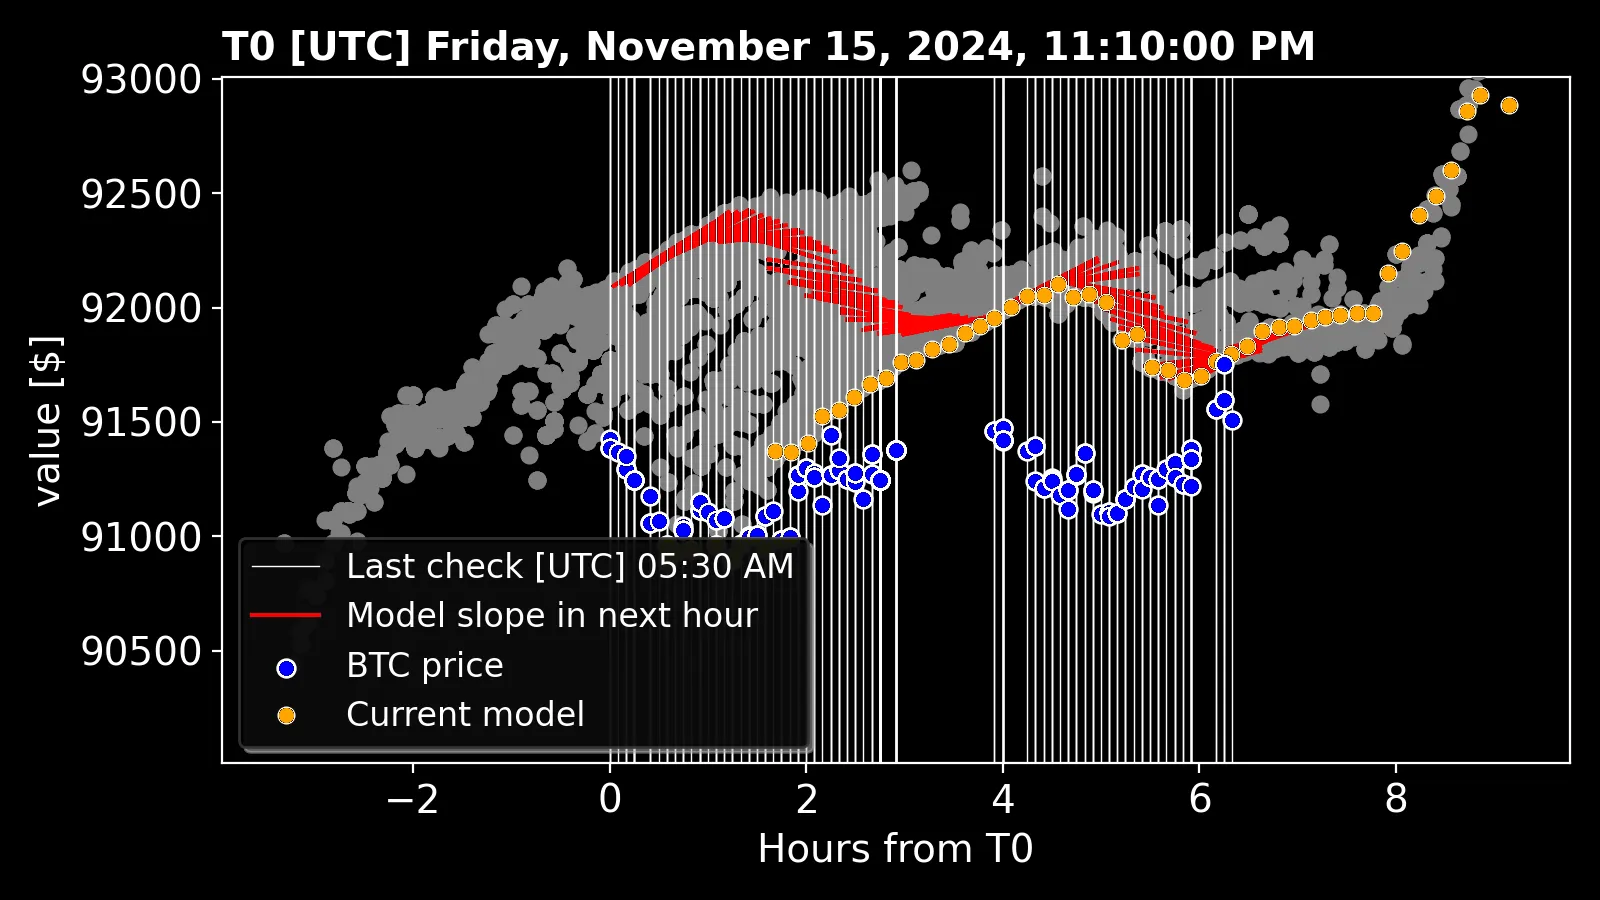 T0 [UTC] Friday, November 15, 2024, 11:10:00 PM
93000
92500
92000
91500
91000
90500
value [$]
Last check [UTC] 05:30 AM
Model slope in next hour
BTC price
Current model
−2 0 2 4 6 8
Hours from T0